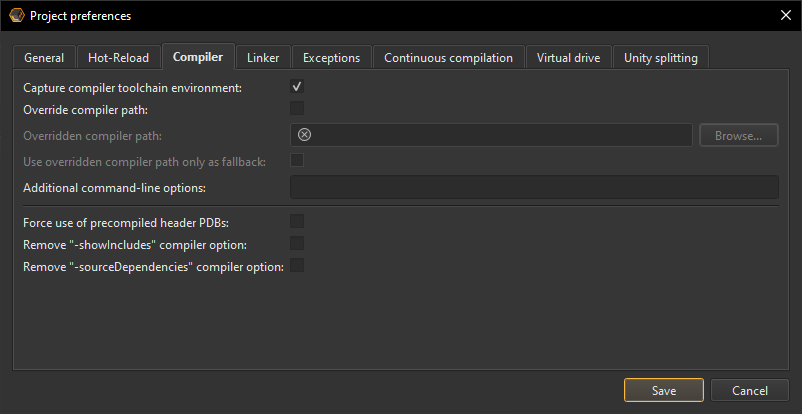 Project preferences
General Hot-Reload Compiler Linker Exceptions Continuous compilation Virtual drive Unity splitting
Capture compiler toolchain environment:
Override compiler path:
Overridden compiler path: Browse...
Use overridden compiler path only as fallback:
Additional command-line options:
Force use of precompiled header PDBs:
Remove "-showIncludes" compiler option:
Remove "-sourceDependencies" compiler option:
Save Cancel